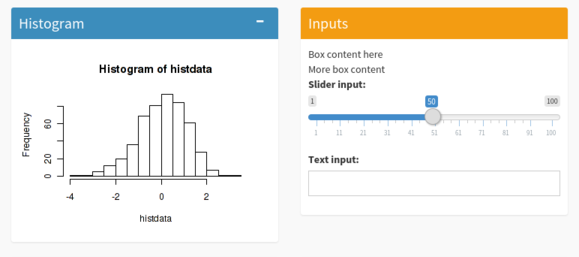 Histogram
Histogram of histdata
Frequency
60
20
0
-4 -2 0 2
histdata
Inputs
Box content here
More box content
Slider input:
1 50 100
1 11 21 31 41 51 61 71 81 91 100
Text input: